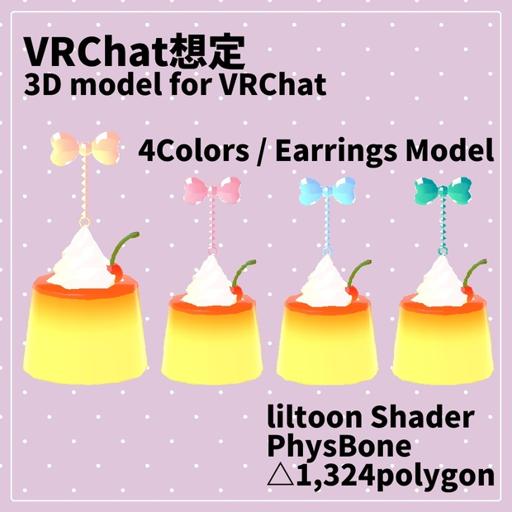 VRChat想定
3D model for VRChat
4Colors / Earrings Model
liltoon Shader
PhysBone
△1,324polygon